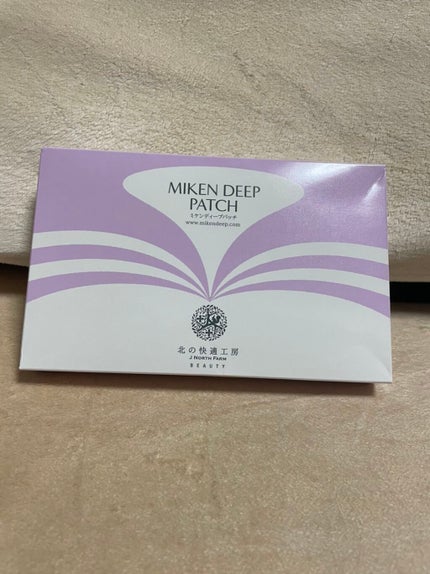 MIKEN DEEP
PATCH
ミケンディープパッチ
www.mikendeep.com
北の快適工房
J NORTH FARM
BEAUTY